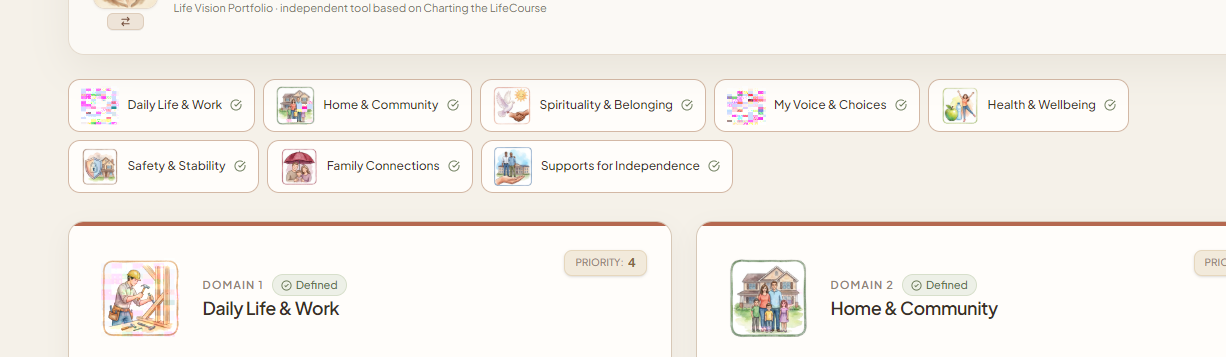 Life Vision Portfolio · independent tool based on Charting the LifeCourse
Daily Life & Work
Home & Community
Spirituality & Belonging
My Voice & Choices
Health & Wellbeing
Safety & Stability
Family Connections
Supports for Independence
PRIORITY: 4
DOMAIN 1 Defined
Daily Life & Work
PRIO
DOMAIN 2 Defined
Home & Community